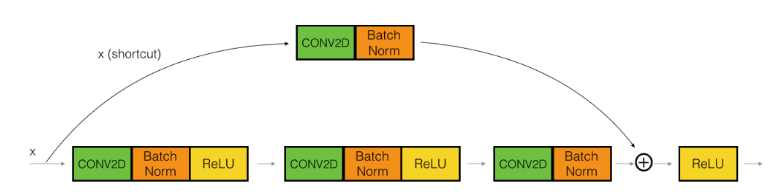 x (shortcut)
CONV2D
Batch
Norm
x
CONV2D
Batch
Norm
ReLU
CONV2D
Batch
Norm
ReLU
CONV2D
Batch
Norm
ReLU